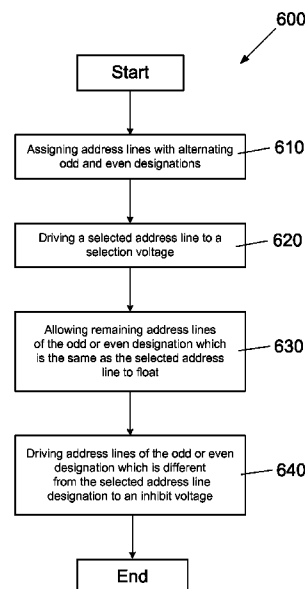 600
Start
Assigning address lines with alternating
odd and even designations
610
Driving a selected address line to a
selection voltage
620
Allowing remaining address lines
of the odd or even designation which
is the same as the selected address
line to float
630
Driving address lines of the odd or even
designation which is different
from the selected address line
designation to an inhibit voltage
640
End